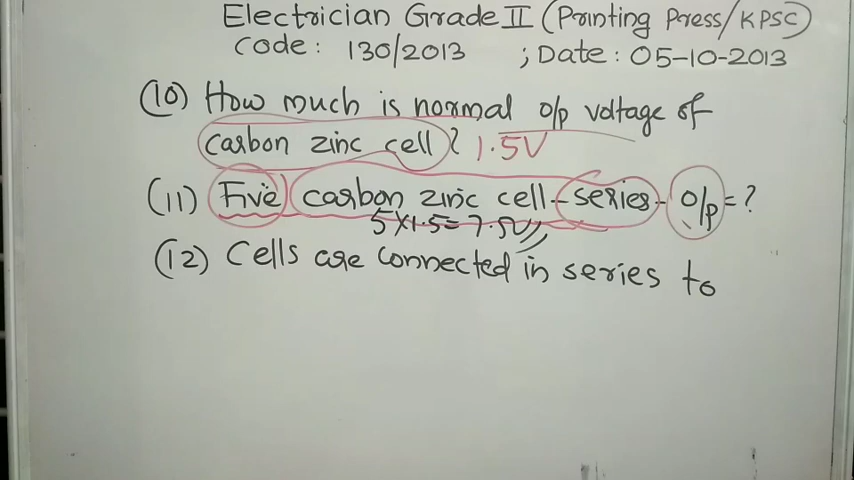 Electrician Grade II (Printing Press/KPSC)
Code: 130/2013 ; Date: 05-10-2013
(10) How much is normal o/p voltage of
carbon zinc cell? 1.5V
(11) Five carbon zinc cell - series - o/p = ?
5x1.5=7.5V//
(12) Cells are connected in series to